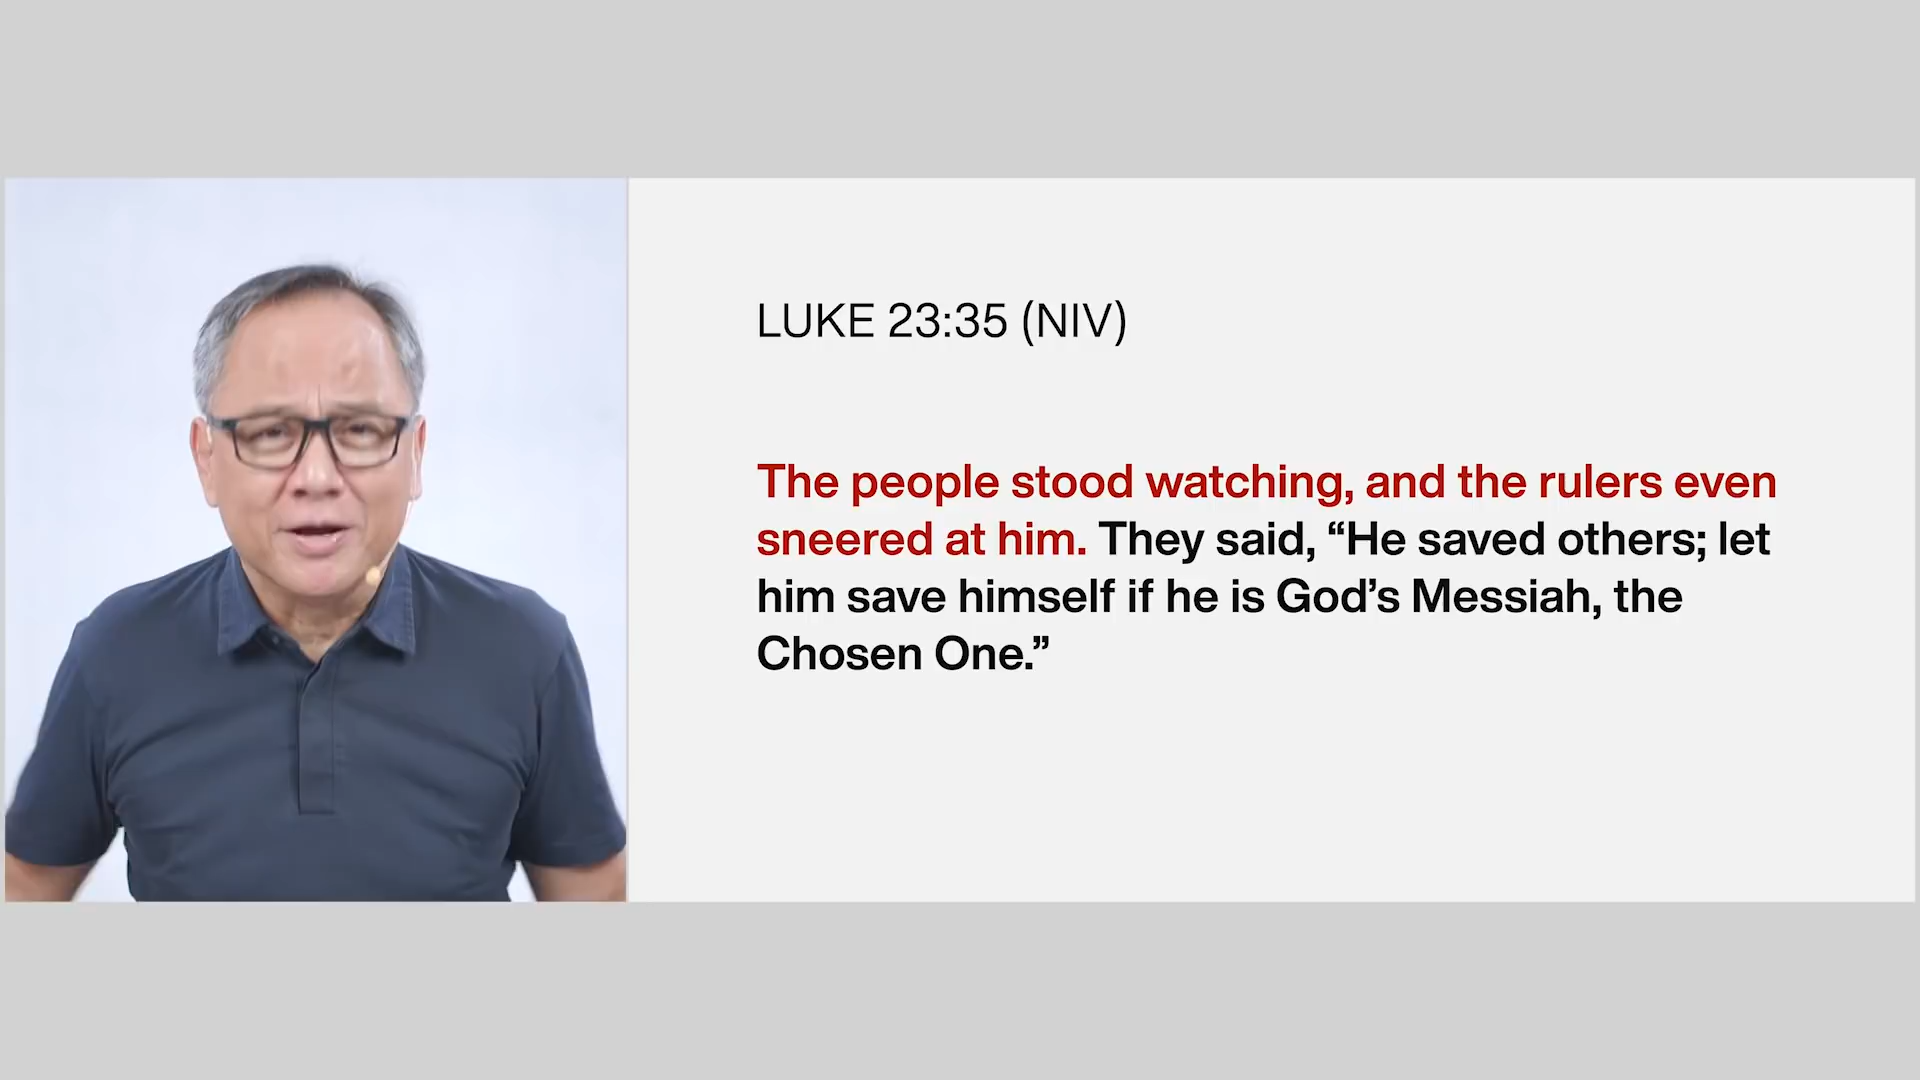 LUKE 23:35 (NIV)
The people stood watching, and the rulers even
sneered at him. They said, “He saved others; let
him save himself if he is God’s Messiah, the
Chosen One.”